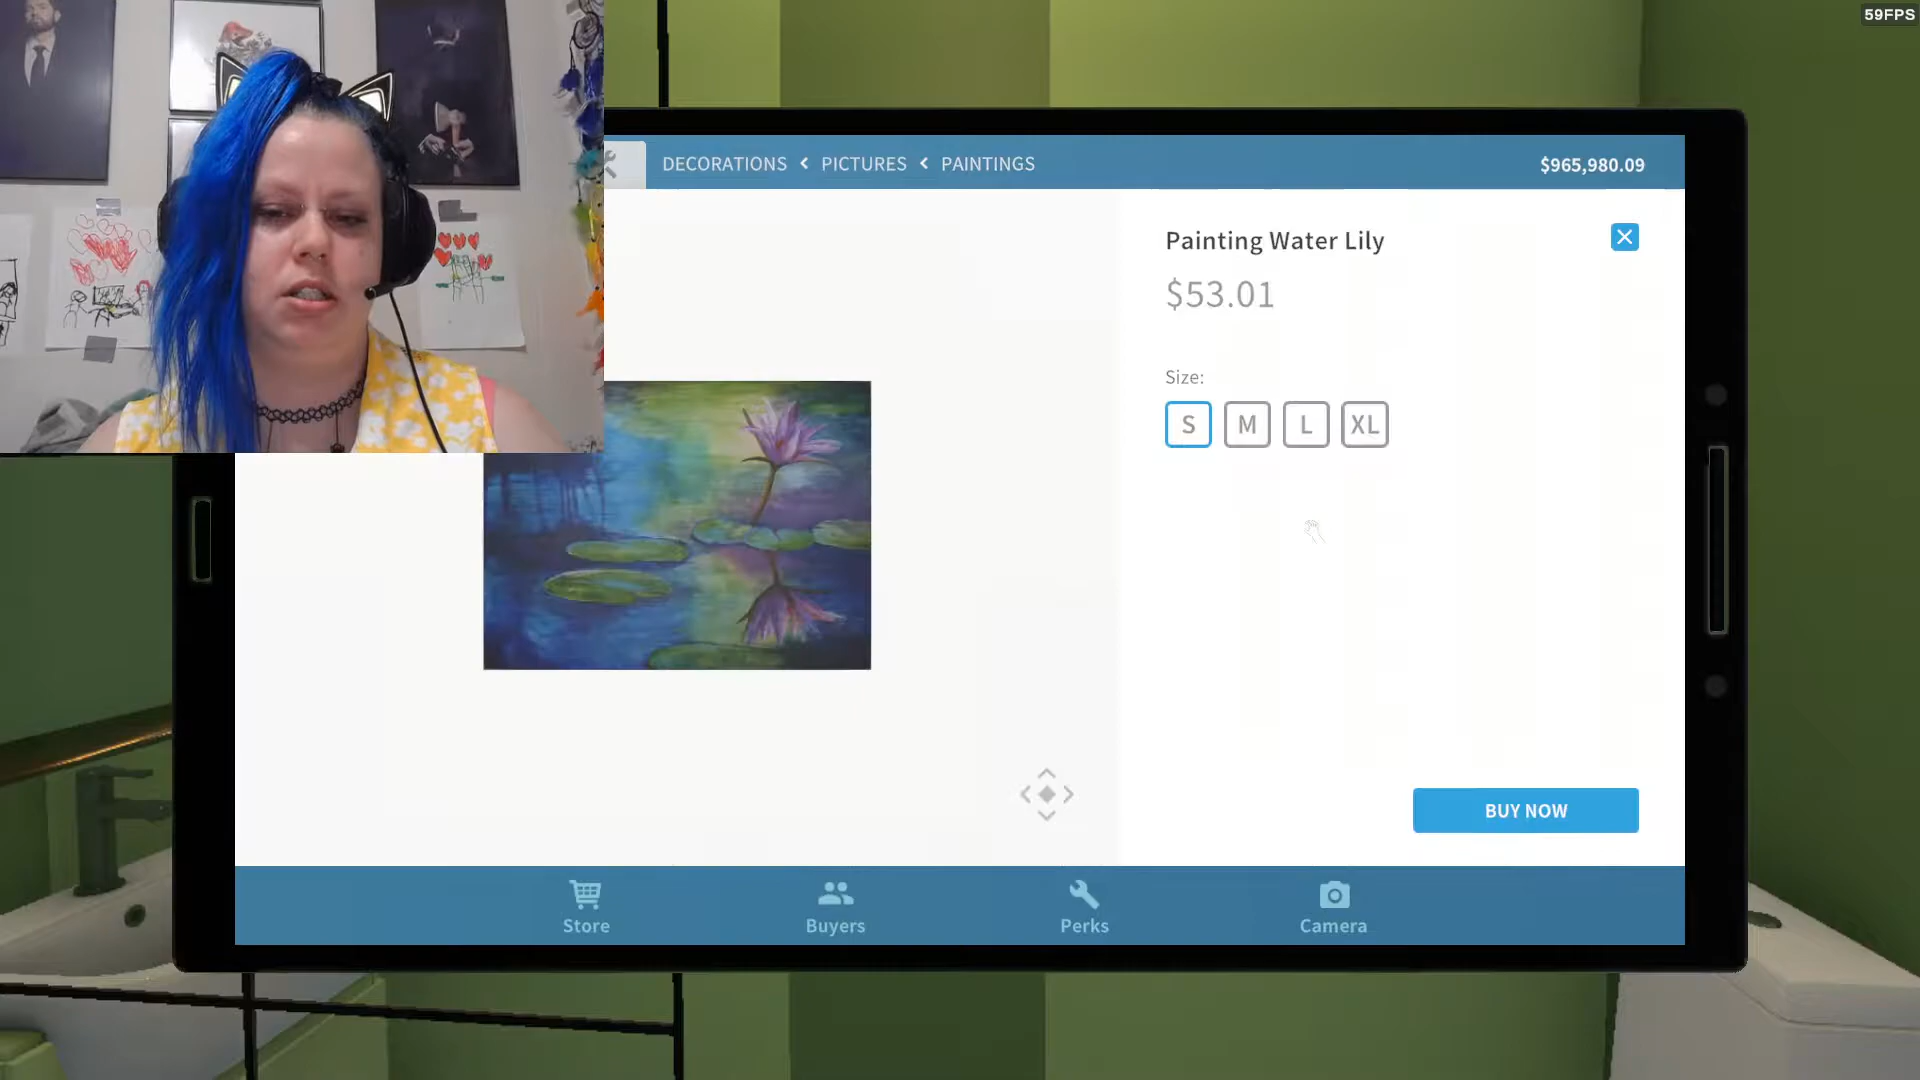 59FPS
DECORATIONS < PICTURES < PAINTINGS
$965,980.09
Painting Water Lily
$53.01
Size:
S M L XL
BUY NOW
Store Buyers Perks Camera